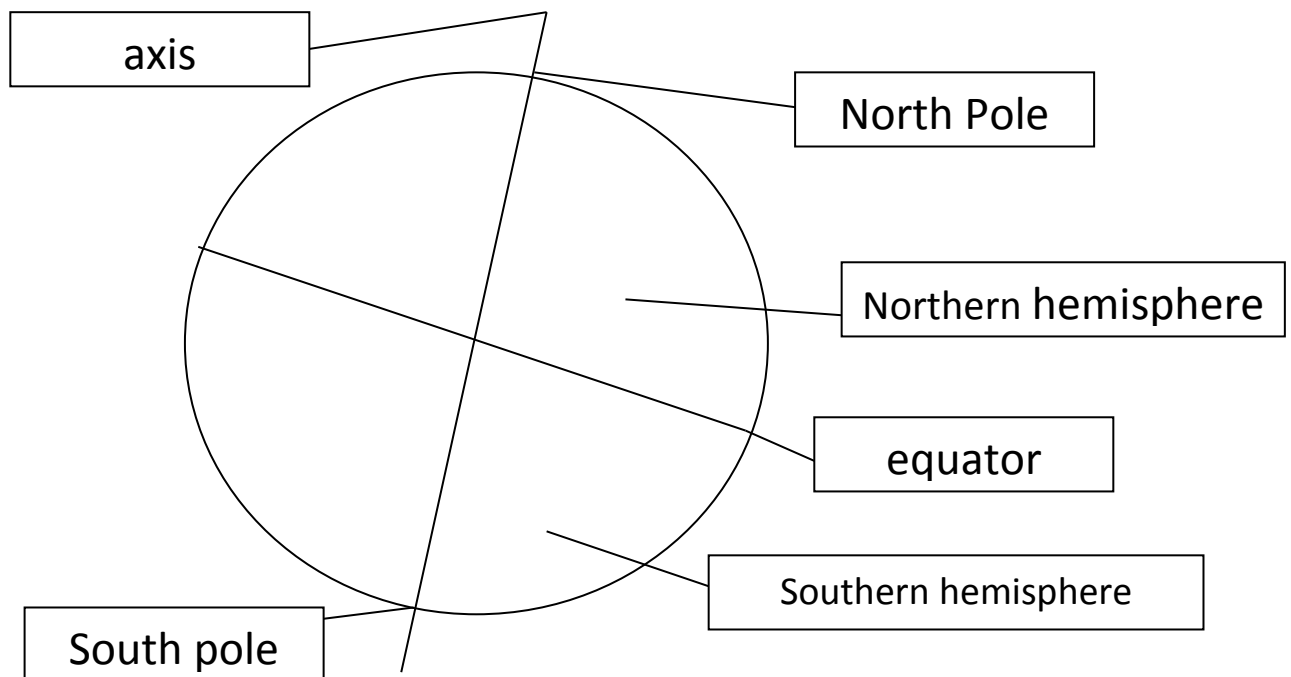 axis
North Pole
Northern hemisphere
equator
Southern hemisphere
South pole